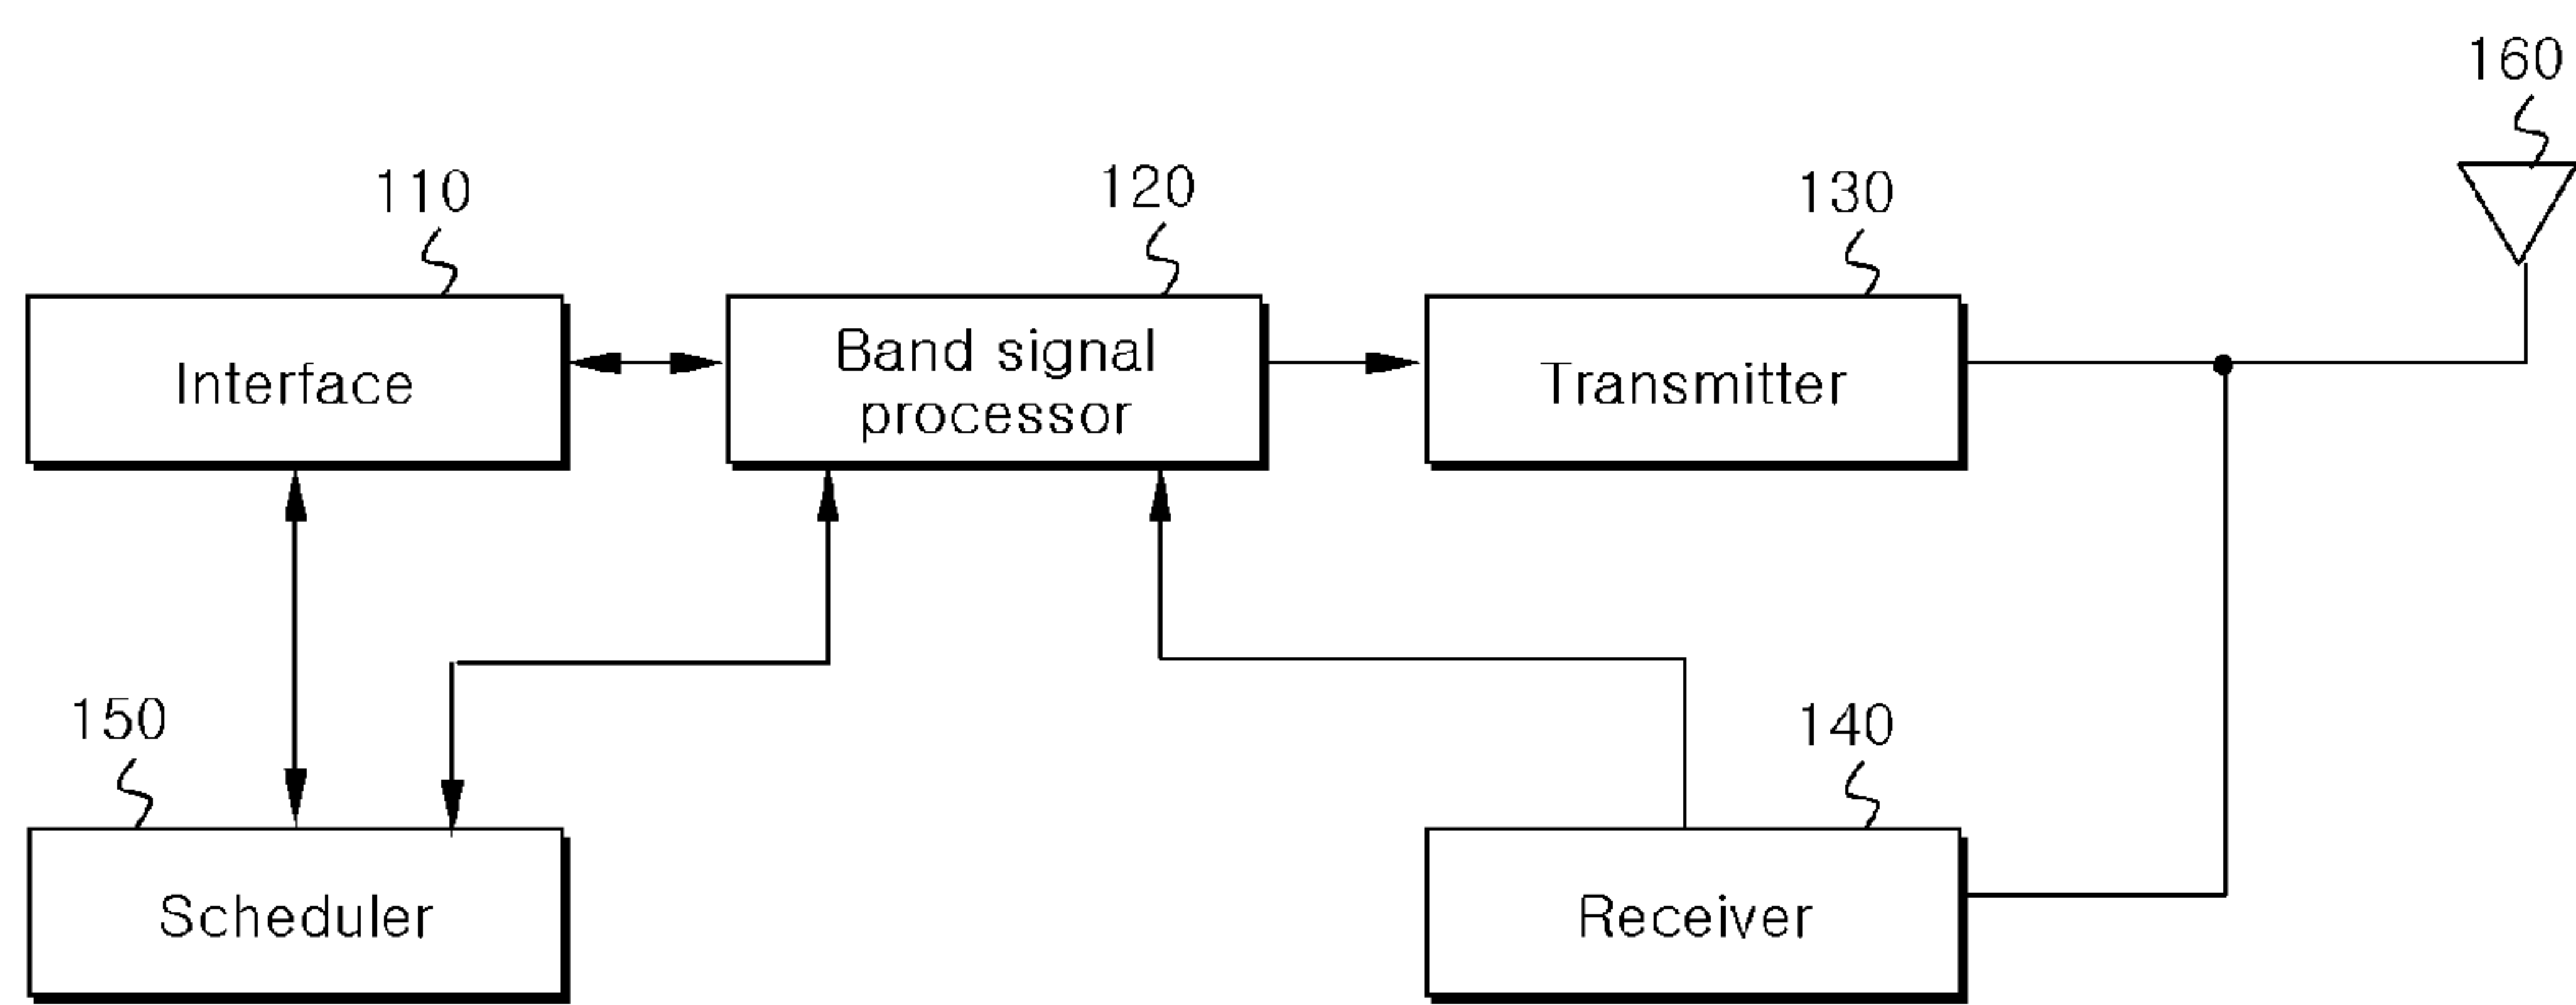 160
110
120
130
Interface
Band signal
processor
Transmitter
150
140
Scheduler
Receiver